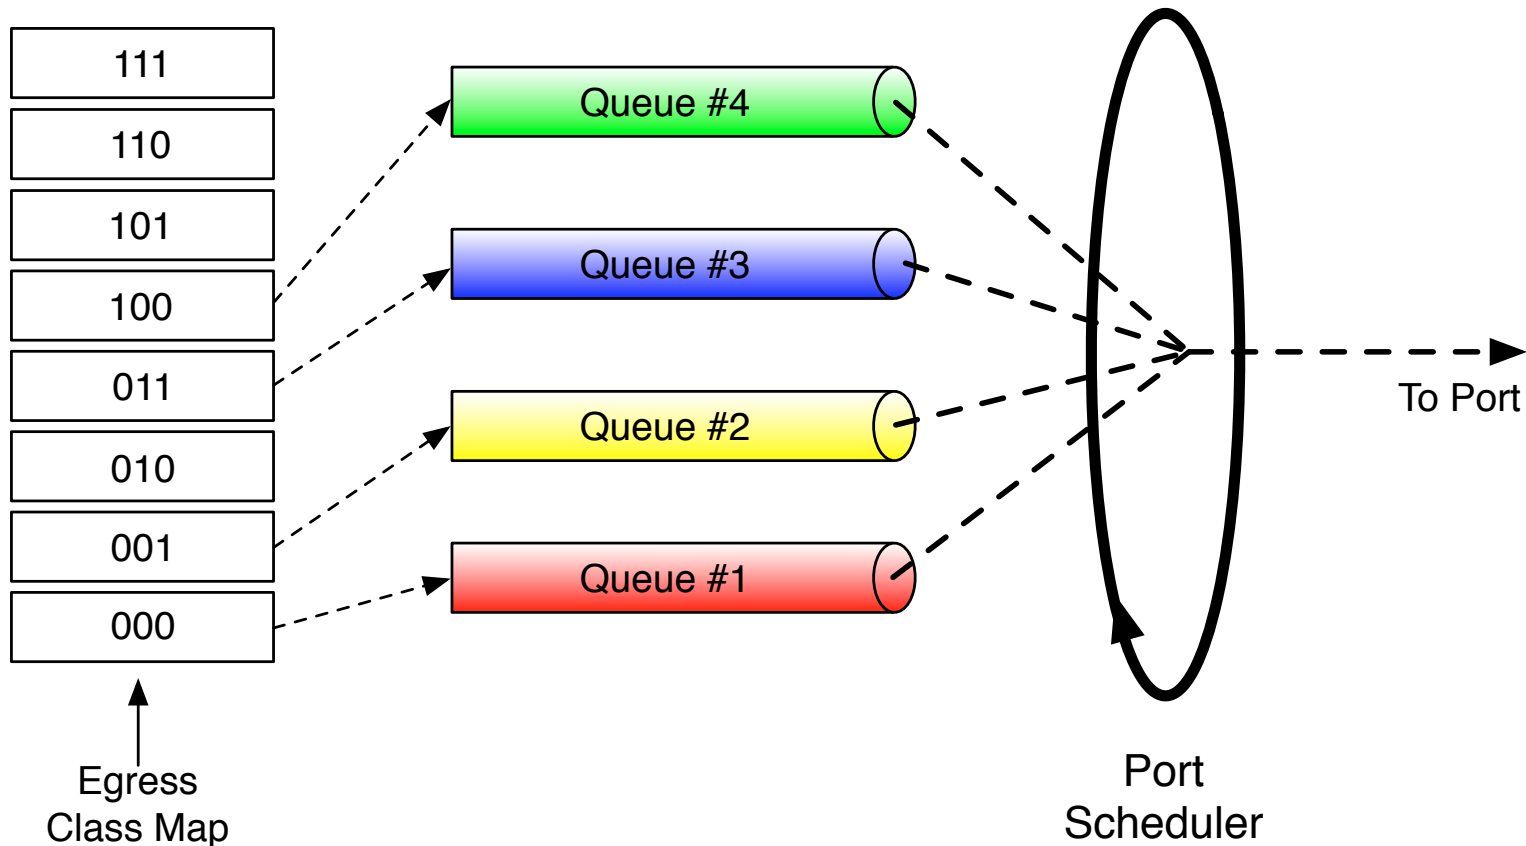 111
110
101
100
011
010
001
000
Egress
Class Map
Queue #4
Queue #3
Queue #2
Queue #1
Port
Scheduler
To Port